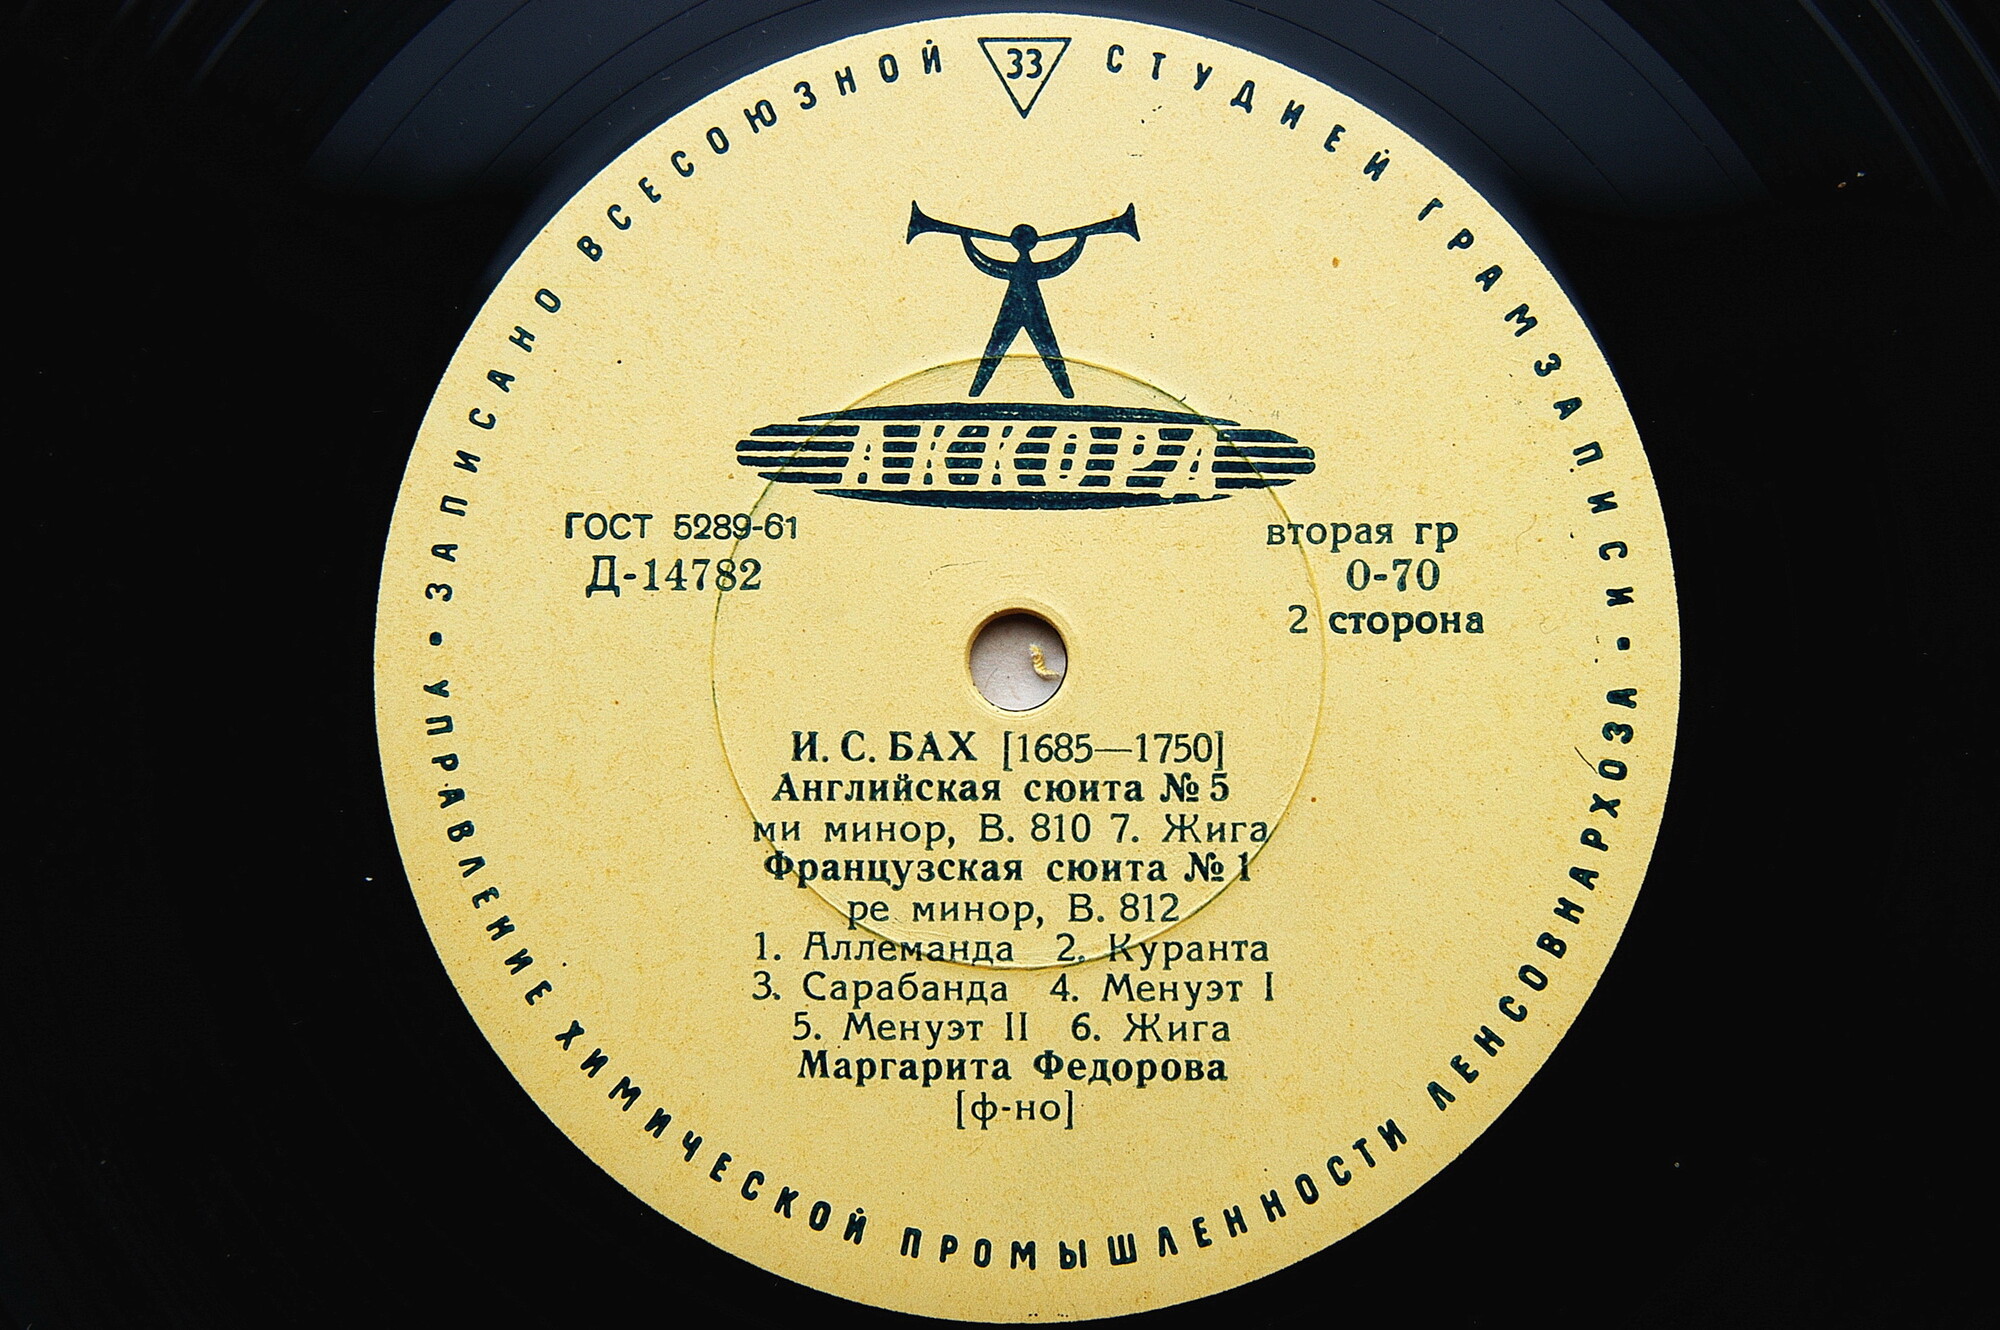 ЗАПИСАНО ВСЕСОЮЗНОЙ СТУДИЕЙ ГРАМЗАПИСИ •
33
АККОРД
ГОСТ 5289-61
Д-14782
вторая гр
0-70
2 сторона
И. С. БАХ [1685—1750]
Английская сюита № 5
ми минор, В. 810 7. Жига
Французская сюита № 1
ре минор, В. 812
1. Аллеманда 2. Куранта
3. Сарабанда 4. Менуэт I
5. Менуэт II 6. Жига
Маргарита Федорова
[ф-но]
УПРАВЛЕНИЕ ХИМИЧЕСКОЙ ПРОМЫШЛЕННОСТИ ЛЕНСОВНАРХОЗА •